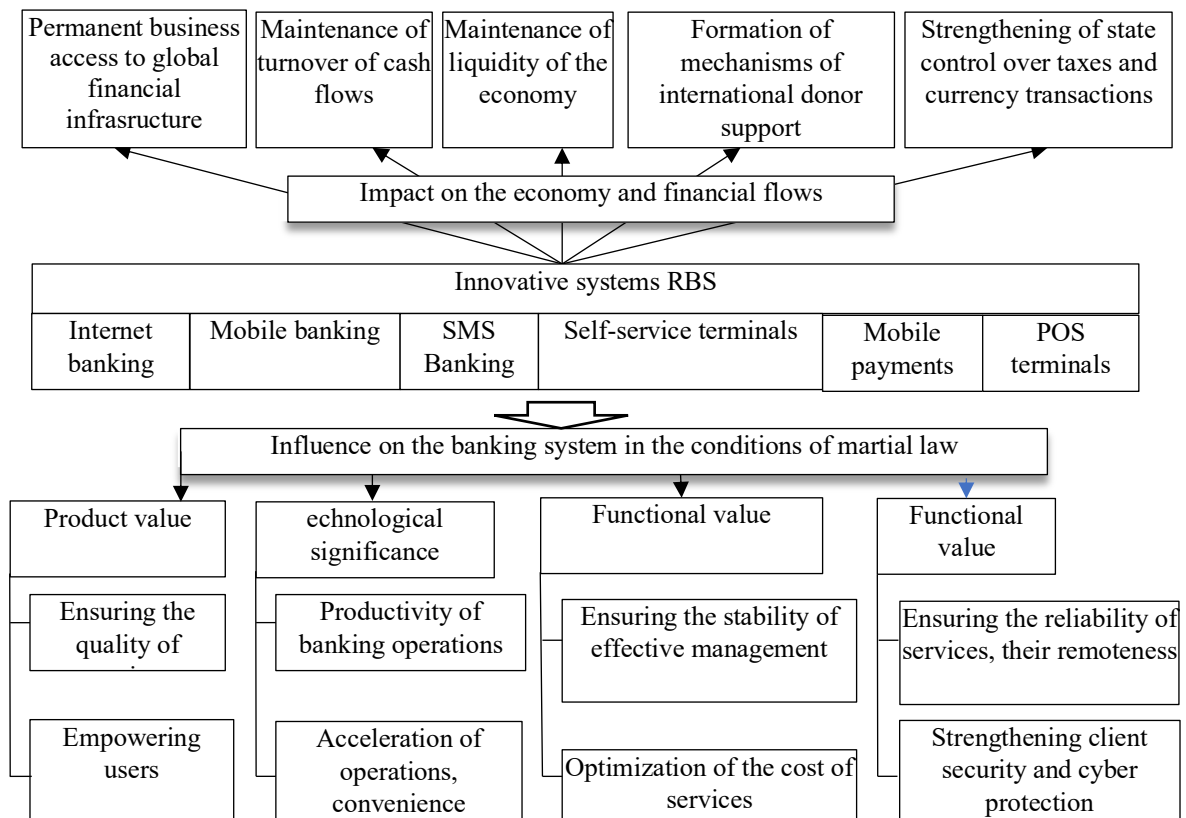 Permanent business
access to global
financial
infrasructure
Maintenance of
turnover of cash
flows
Maintenance of
liquidity of the
economy
Formation of
mechanisms of
international donor
support
Strengthening of state
control over taxes and
currency transactions
Impact on the economy and financial flows
Innovative systems RBS
Internet
banking
Mobile banking
SMS
Banking
Self-service terminals
Mobile
payments
POS
terminals
Influence on the banking system in the conditions of martial law
Product value
echnological
significance
Functional value
Functional
value
Ensuring the
quality of
Productivity of
banking operations
Ensuring the stability of
effective management
Ensuring the reliability of
services, their remoteness
Empowering
users
Acceleration of
operations,
convenience
Optimization of the cost of
services
Strengthening client
security and cyber
protection